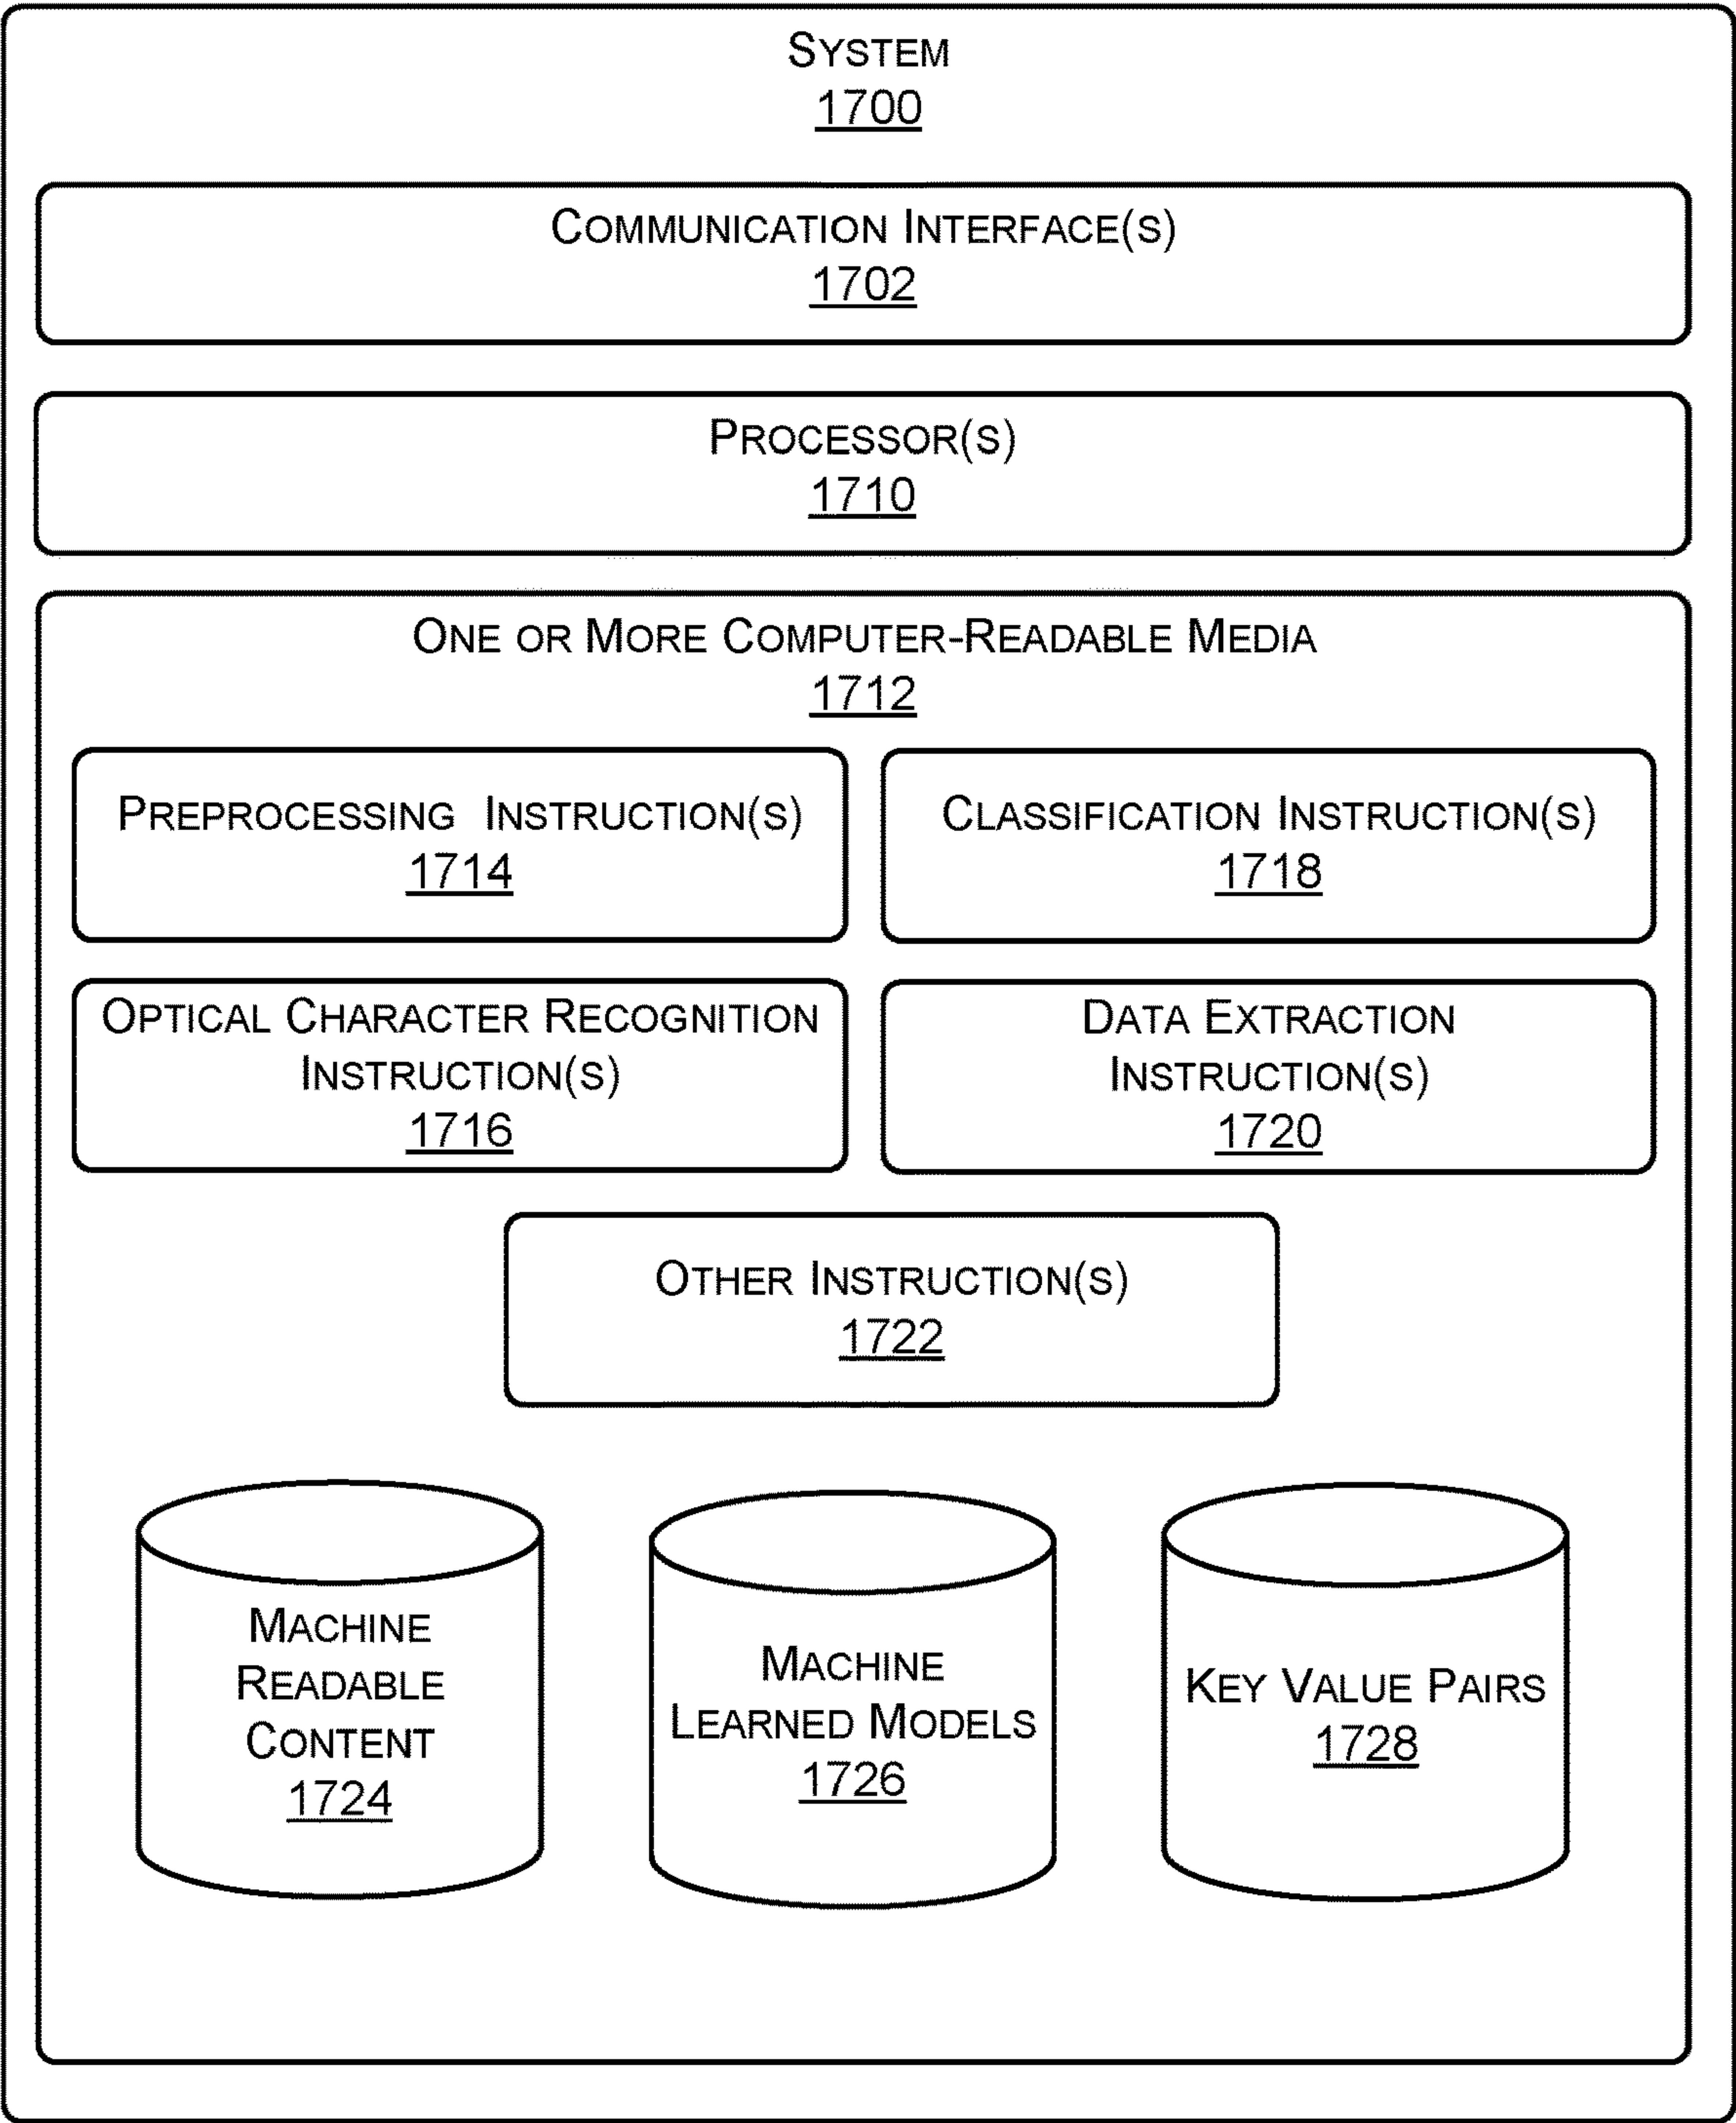 SYSTEM
1700
COMMUNICATION INTERFACE(S)
1702
PROCESSOR(S)
1710
ONE OR MORE COMPUTER-READABLE MEDIA
1712
PREPROCESSING INSTRUCTION(S)
1714
CLASSIFICATION INSTRUCTION(S)
1718
OPTICAL CHARACTER RECOGNITION
INSTRUCTION(S)
1716
DATA EXTRACTION
INSTRUCTION(S)
1720
OTHER INSTRUCTION(S)
1722
MACHINE
READABLE
CONTENT
1724
MACHINE
LEARNED MODELS
1726
KEY VALUE PAIRS
1728